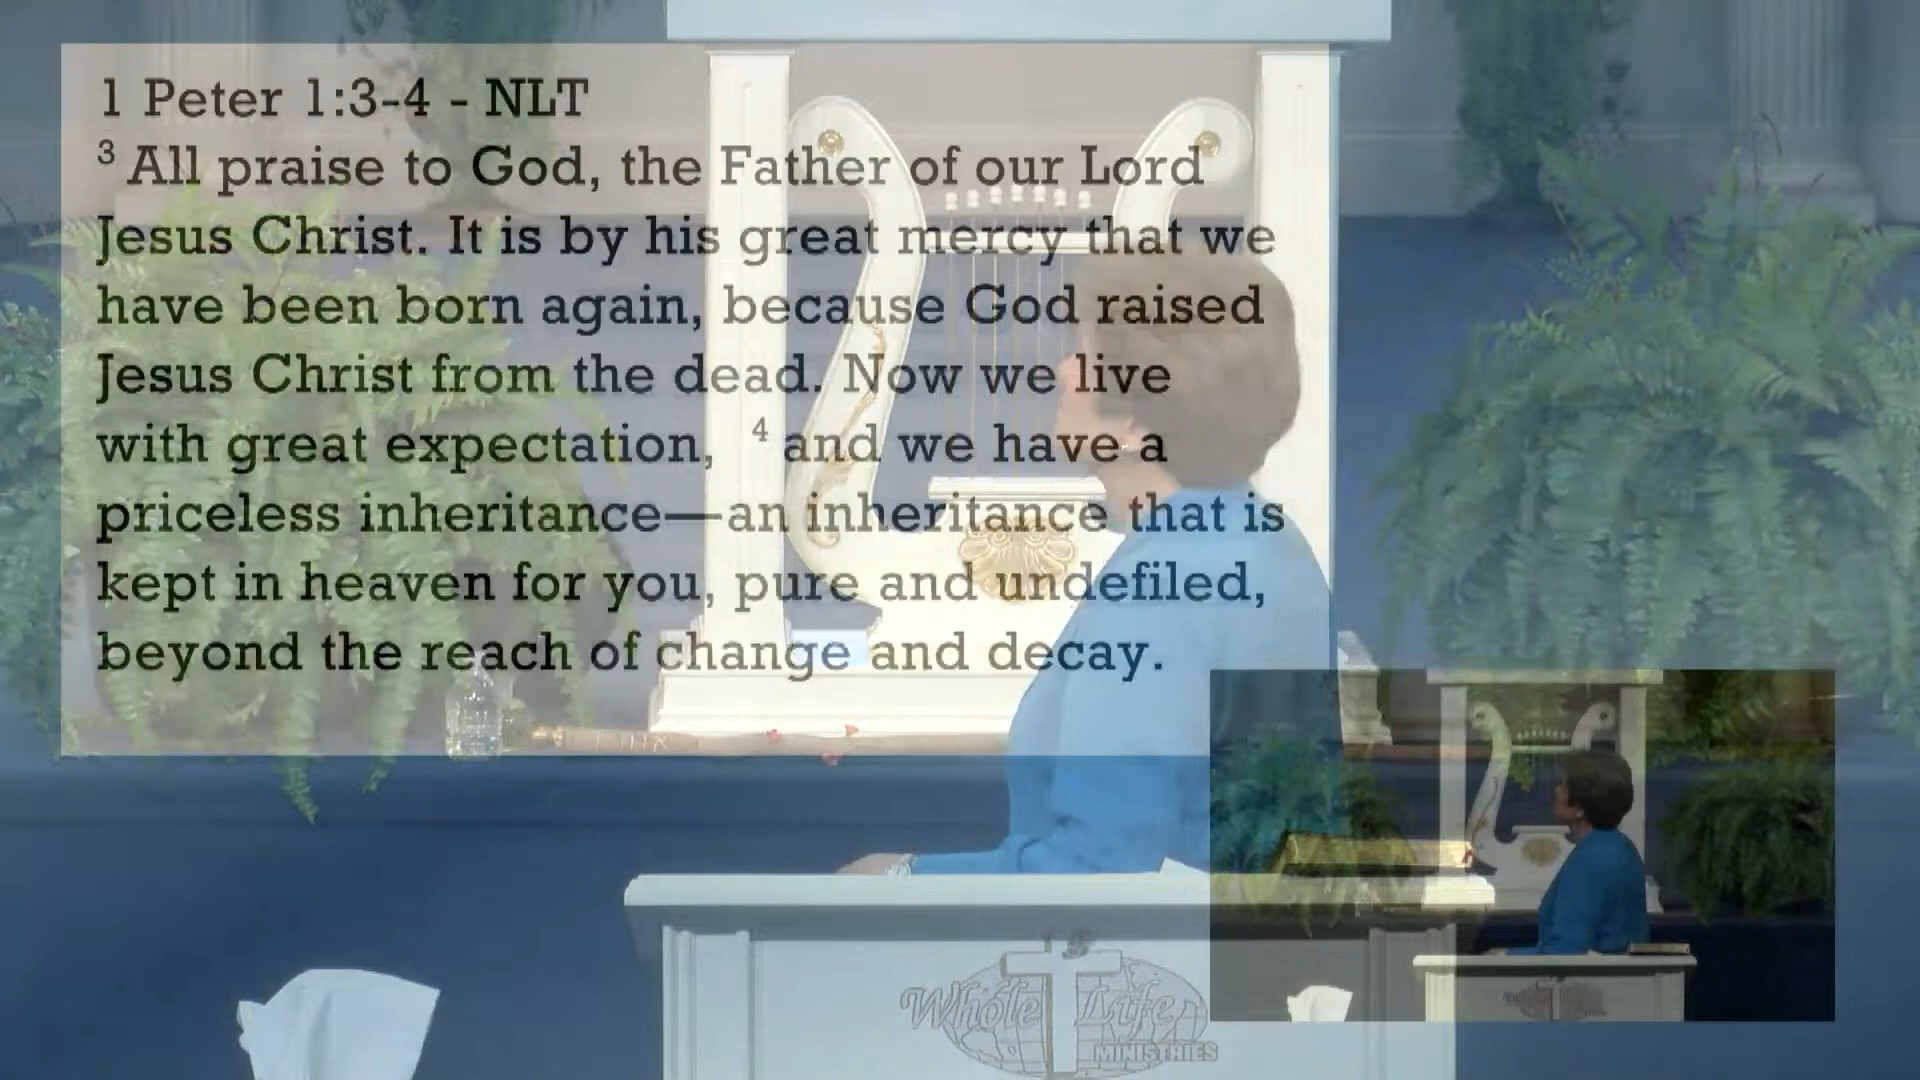 1 Peter 1:3-4 - NLT
³ All praise to God, the Father of our Lord
Jesus Christ. It is by his great mercy that we
have been born again, because God raised
Jesus Christ from the dead. Now we live
with great expectation, ⁴ and we have a
priceless inheritance—an inheritance that is
kept in heaven for you, pure and undefiled,
beyond the reach of change and decay.
Whole Life
MINISTRIES